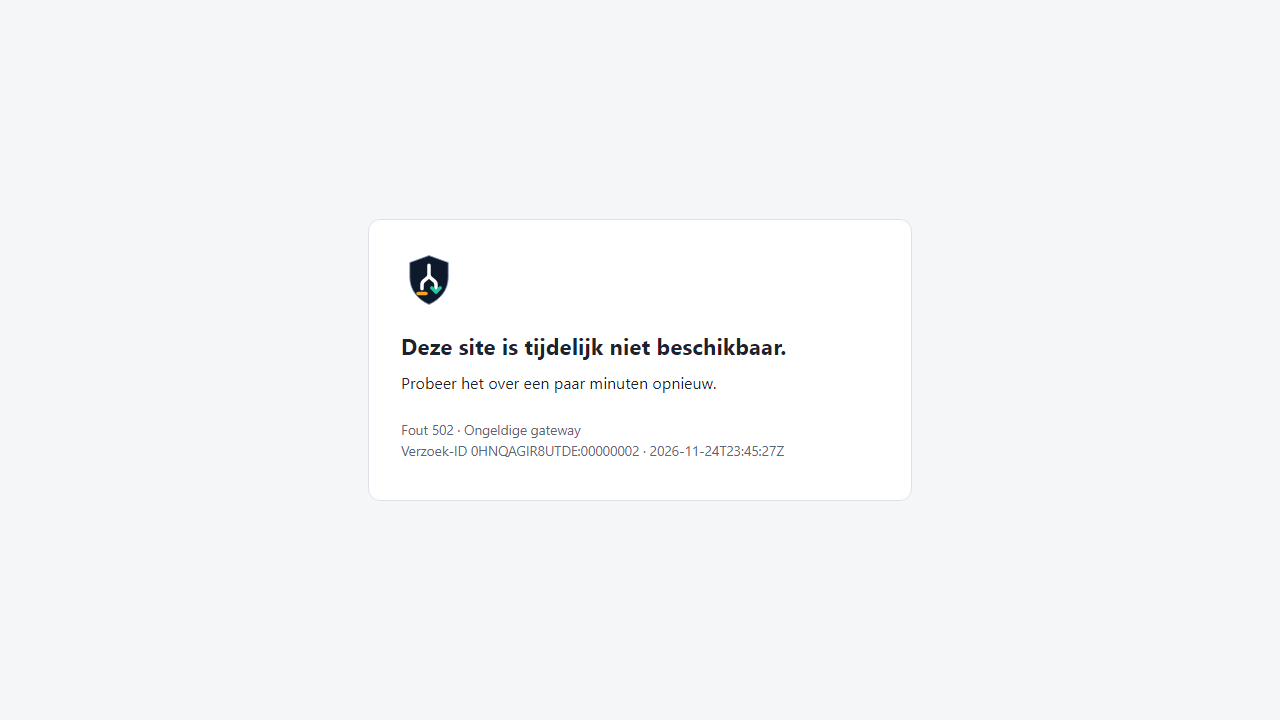 Deze site is tijdelijk niet beschikbaar.
Probeer het over een paar minuten opnieuw.
Fout 502 · Ongeldige gateway
Verzoek-ID 0HNQAGIR8UTDE:00000002 · 2026-11-24T23:45:27Z